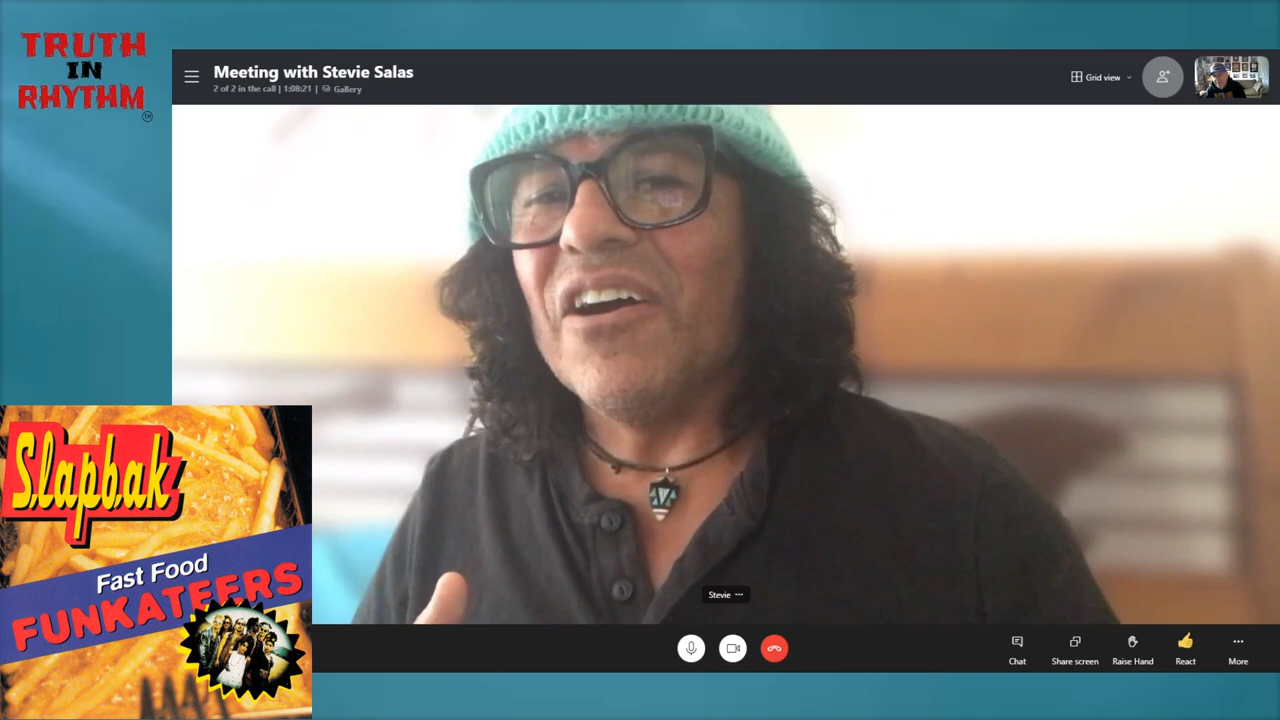 TRUTH
IN
RHYTHM
TM
Meeting with Stevie Salas
2 of 2 in the call | 1:08:21 | Gallery
Grid view
Stevie
Chat
Share screen
Raise Hand
React
More
Slapbak
Fast Food
FUNKATEERS